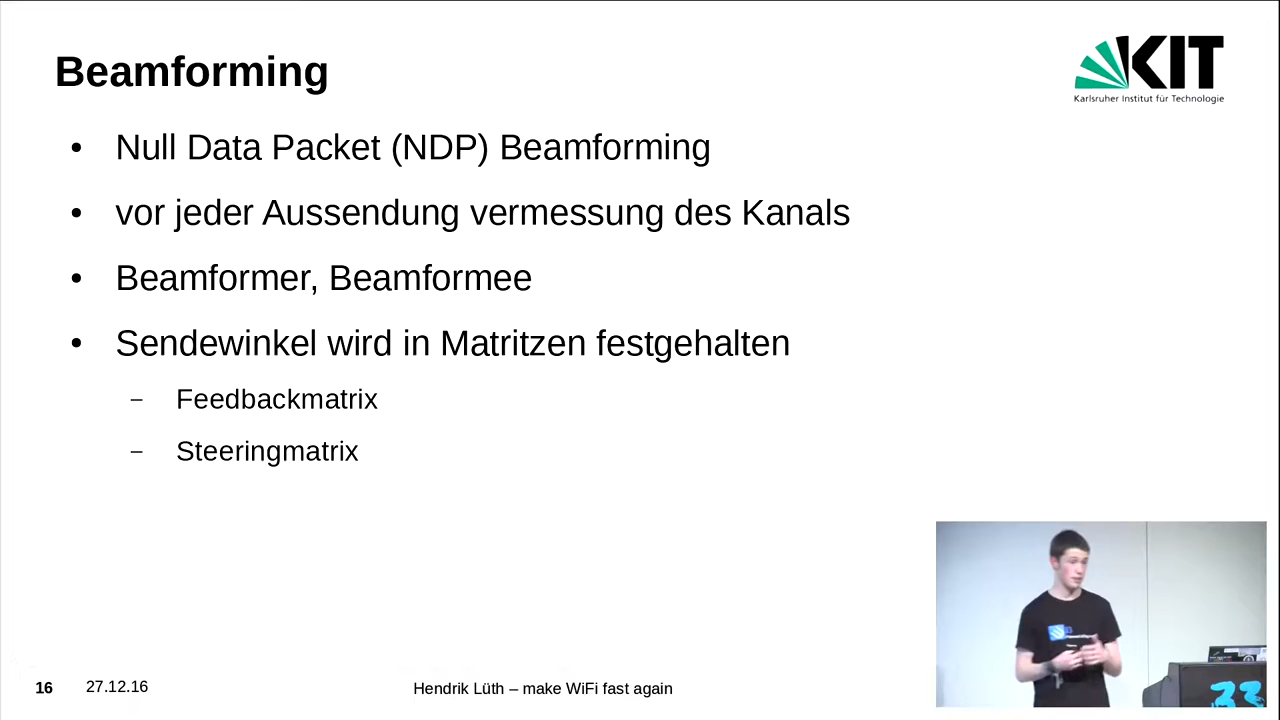 Beamforming
KIT
Karlsruher Institut für Technologie
• Null Data Packet (NDP) Beamforming
• vor jeder Aussendung vermessung des Kanals
• Beamformer, Beamformee
• Sendewinkel wird in Matritzen festgehalten
– Feedbackmatrix
– Steeringmatrix
16 27.12.16 Hendrik Lüth – make WiFi fast again
33